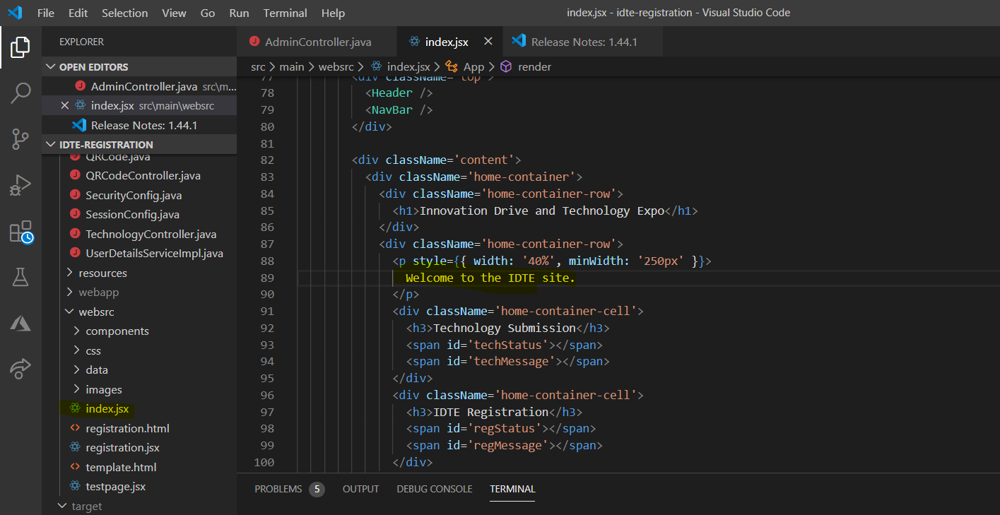 File Edit Selection View Go Run Terminal Help index.jsx - idte-registration - Visual Studio Code
EXPLORER
OPEN EDITORS
AdminController.java src\m...
index.jsx src\main\websrc
Release Notes: 1.44.1
IDTE-REGISTRATION
QRCode.java
QRCodeController.java
SecurityConfig.java
SessionConfig.java
TechnologyController.java
UserDetailsServiceImpl.java
resources
webapp
websrc
components
css
data
images
index.jsx
registration.html
registration.jsx
template.html
testpage.jsx
target
AdminController.java index.jsx Release Notes: 1.44.1
src > main > websrc > index.jsx > App > render
77 <div className='top'>
78 <Header />
79 <NavBar />
80 </div>
81
82 <div className='content'>
83 <div className='home-container'>
84 <div className='home-container-row'>
85 <h1>Innovation Drive and Technology Expo</h1>
86 </div>
87 <div className='home-container-row'>
88 <p style={{ width: '40%', minWidth: '250px' }}>
89 Welcome to the IDTE site.
90 </p>
91 <div className='home-container-cell'>
92 <h3>Technology Submission</h3>
93 <span id='techStatus'></span>
94 <span id='techMessage'></span>
95 </div>
96 <div className='home-container-cell'>
97 <h3>IDTE Registration</h3>
98 <span id='regStatus'></span>
99 <span id='regMessage'></span>
100 </div>
PROBLEMS 5 OUTPUT DEBUG CONSOLE TERMINAL